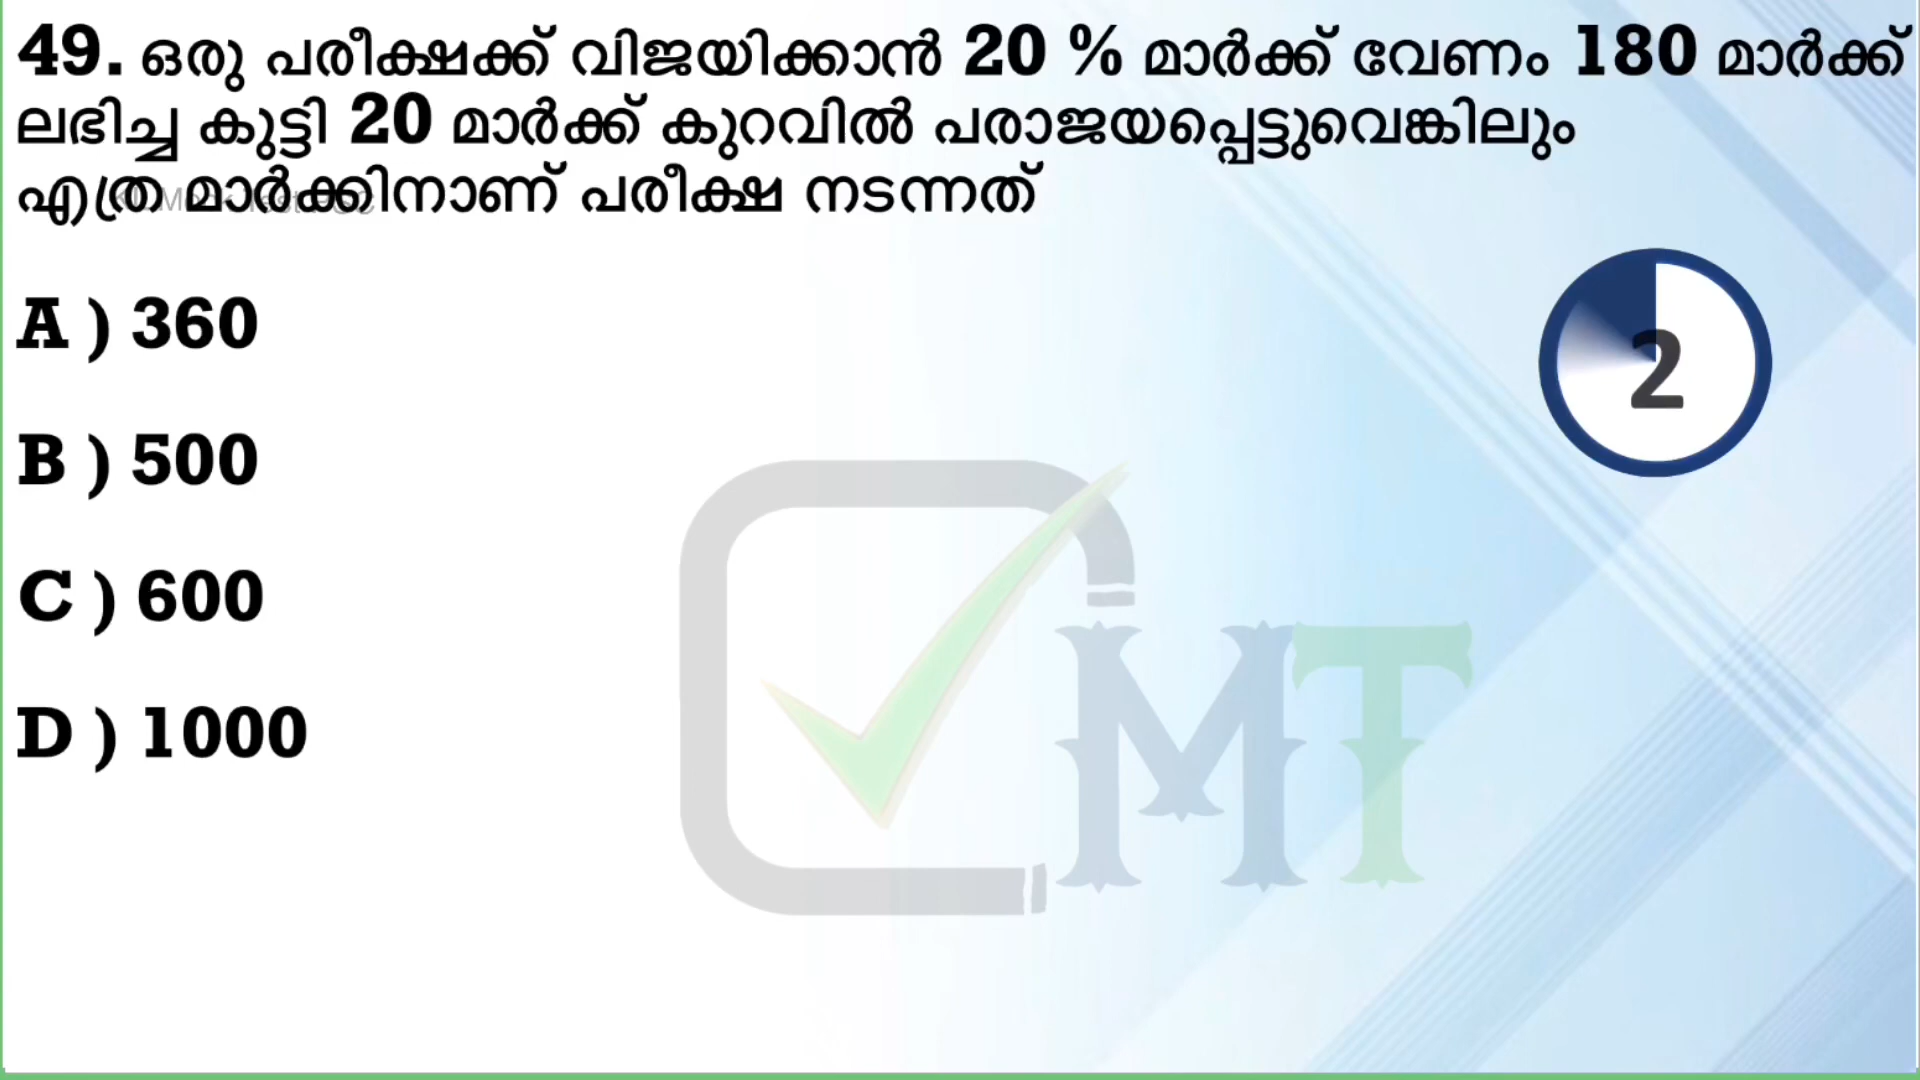 49. ഒരു പരീക്ഷക്ക് വിജയിക്കാൻ 20 % മാർക്ക് വേണം 180 മാർക്ക്
ലഭിച്ച കുട്ടി 20 മാർക്ക് കുറവിൽ പരാജയപ്പെട്ടുവെങ്കിലും
എത്ര മാർക്കിനാണ് പരീക്ഷ നടന്നത്
A ) 360
2
B ) 500
C ) 600
D ) 1000
MT